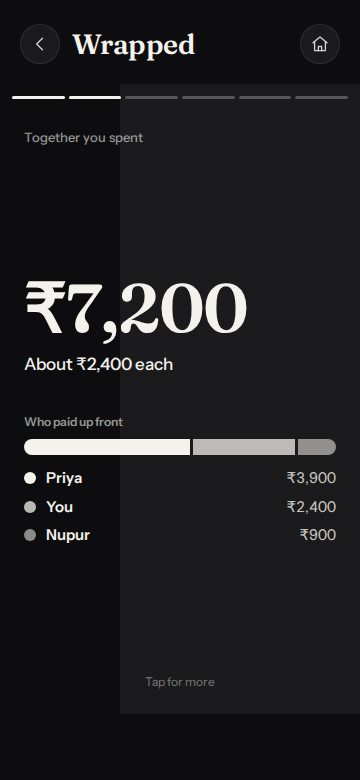 Wrapped
Together you spent
₹7,200
About ₹2,400 each
Who paid up front
Priya ₹3,900
You ₹2,400
Nupur ₹900
Tap for more